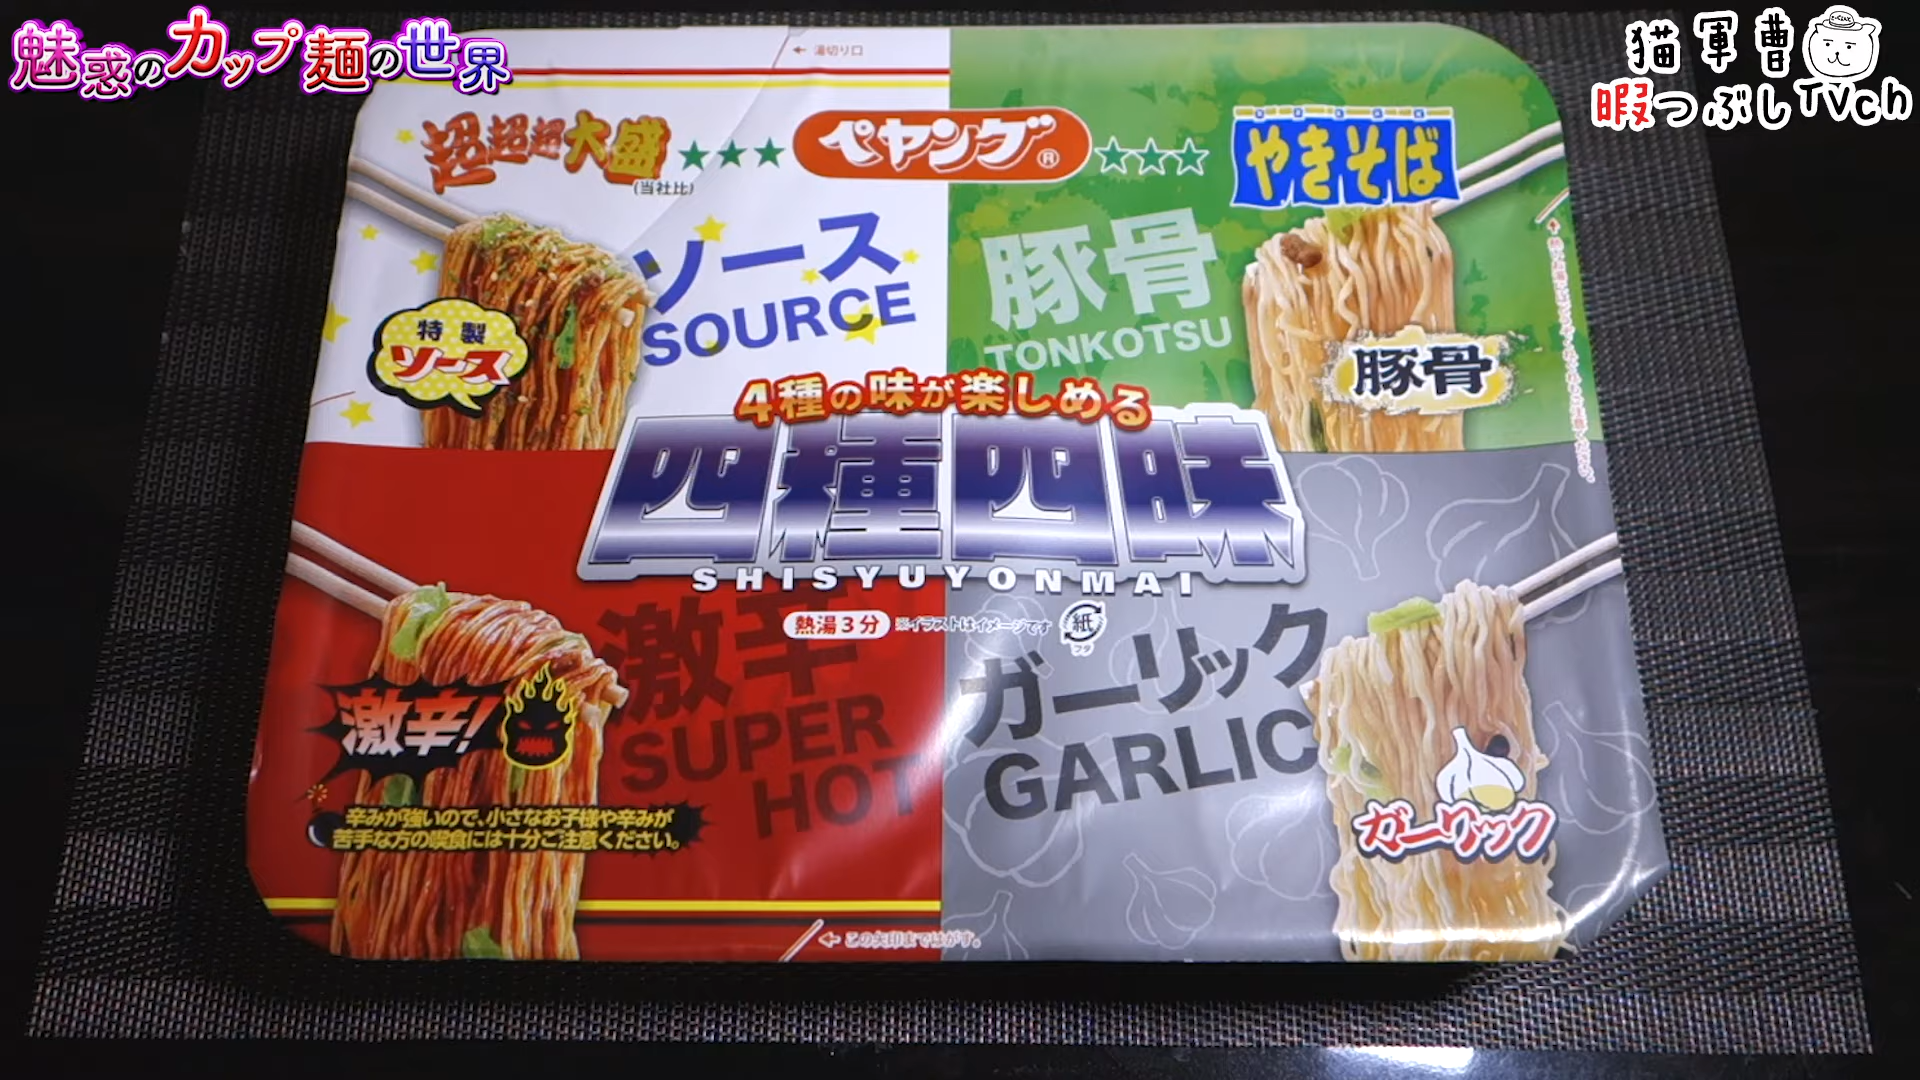 魅惑のカップ麺の世界
猫軍曹
暇つぶしTVch
← 湯切り口
超超超大盛
(当社比)
ペヤング®
やきそば
ソース
SOURCE
豚骨
TONKOTSU
特製
ソース
豚骨
4種の味が楽しめる
四種四味
SHISYUYONMAI
熱湯3分
※イラストはイメージです
紙
フタ
激辛
SUPER
HOT
ガーリック
GARLIC
激辛!
辛みが強いので、小さなお子様や辛みが
苦手な方の喫食には十分ご注意ください。
ガーリック
← この矢印まではがす。